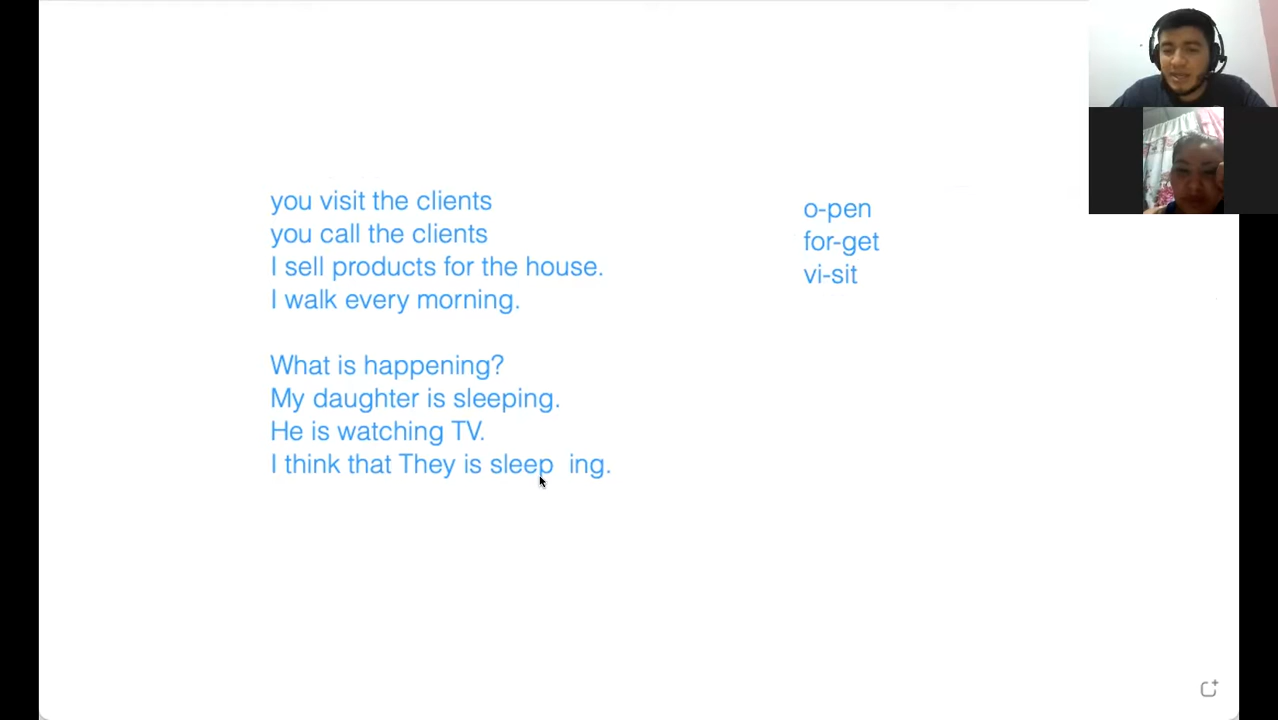 you visit the clients
you call the clients
I sell products for the house.
I walk every morning.
What is happening?
My daughter is sleeping.
He is watching TV.
I think that They is sleep  ing.
o-pen
for-get
vi-sit